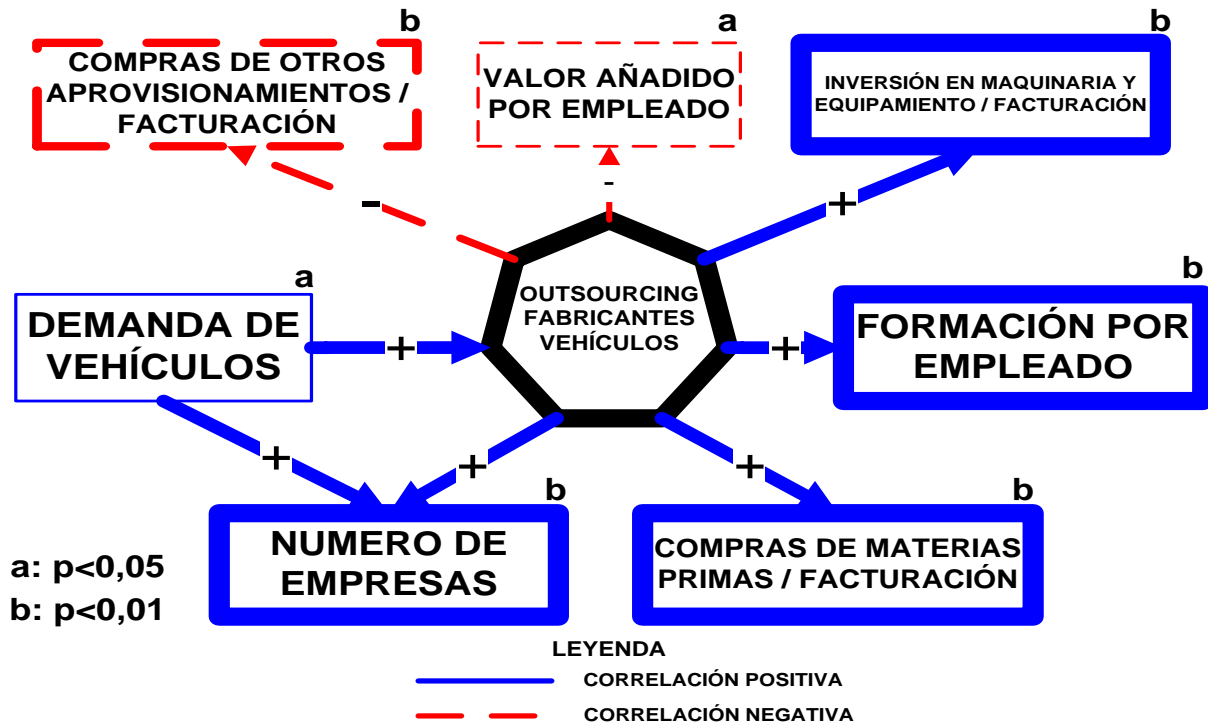 b
COMPRAS DE OTROS
APROVISIONAMIENTOS /
FACTURACIÓN
a
VALOR AÑADIDO
POR EMPLEADO
b
INVERSIÓN EN MAQUINARIA Y
EQUIPAMIENTO / FACTURACIÓN
-
-
+
a
DEMANDA DE
VEHÍCULOS
+
OUTSOURCING
FABRICANTES
VEHÍCULOS
+
b
FORMACIÓN POR
EMPLEADO
+
+
+
b
NUMERO DE
EMPRESAS
b
COMPRAS DE MATERIAS
PRIMAS / FACTURACIÓN
a: p<0,05
b: p<0,01
LEYENDA
CORRELACIÓN POSITIVA
CORRELACIÓN NEGATIVA